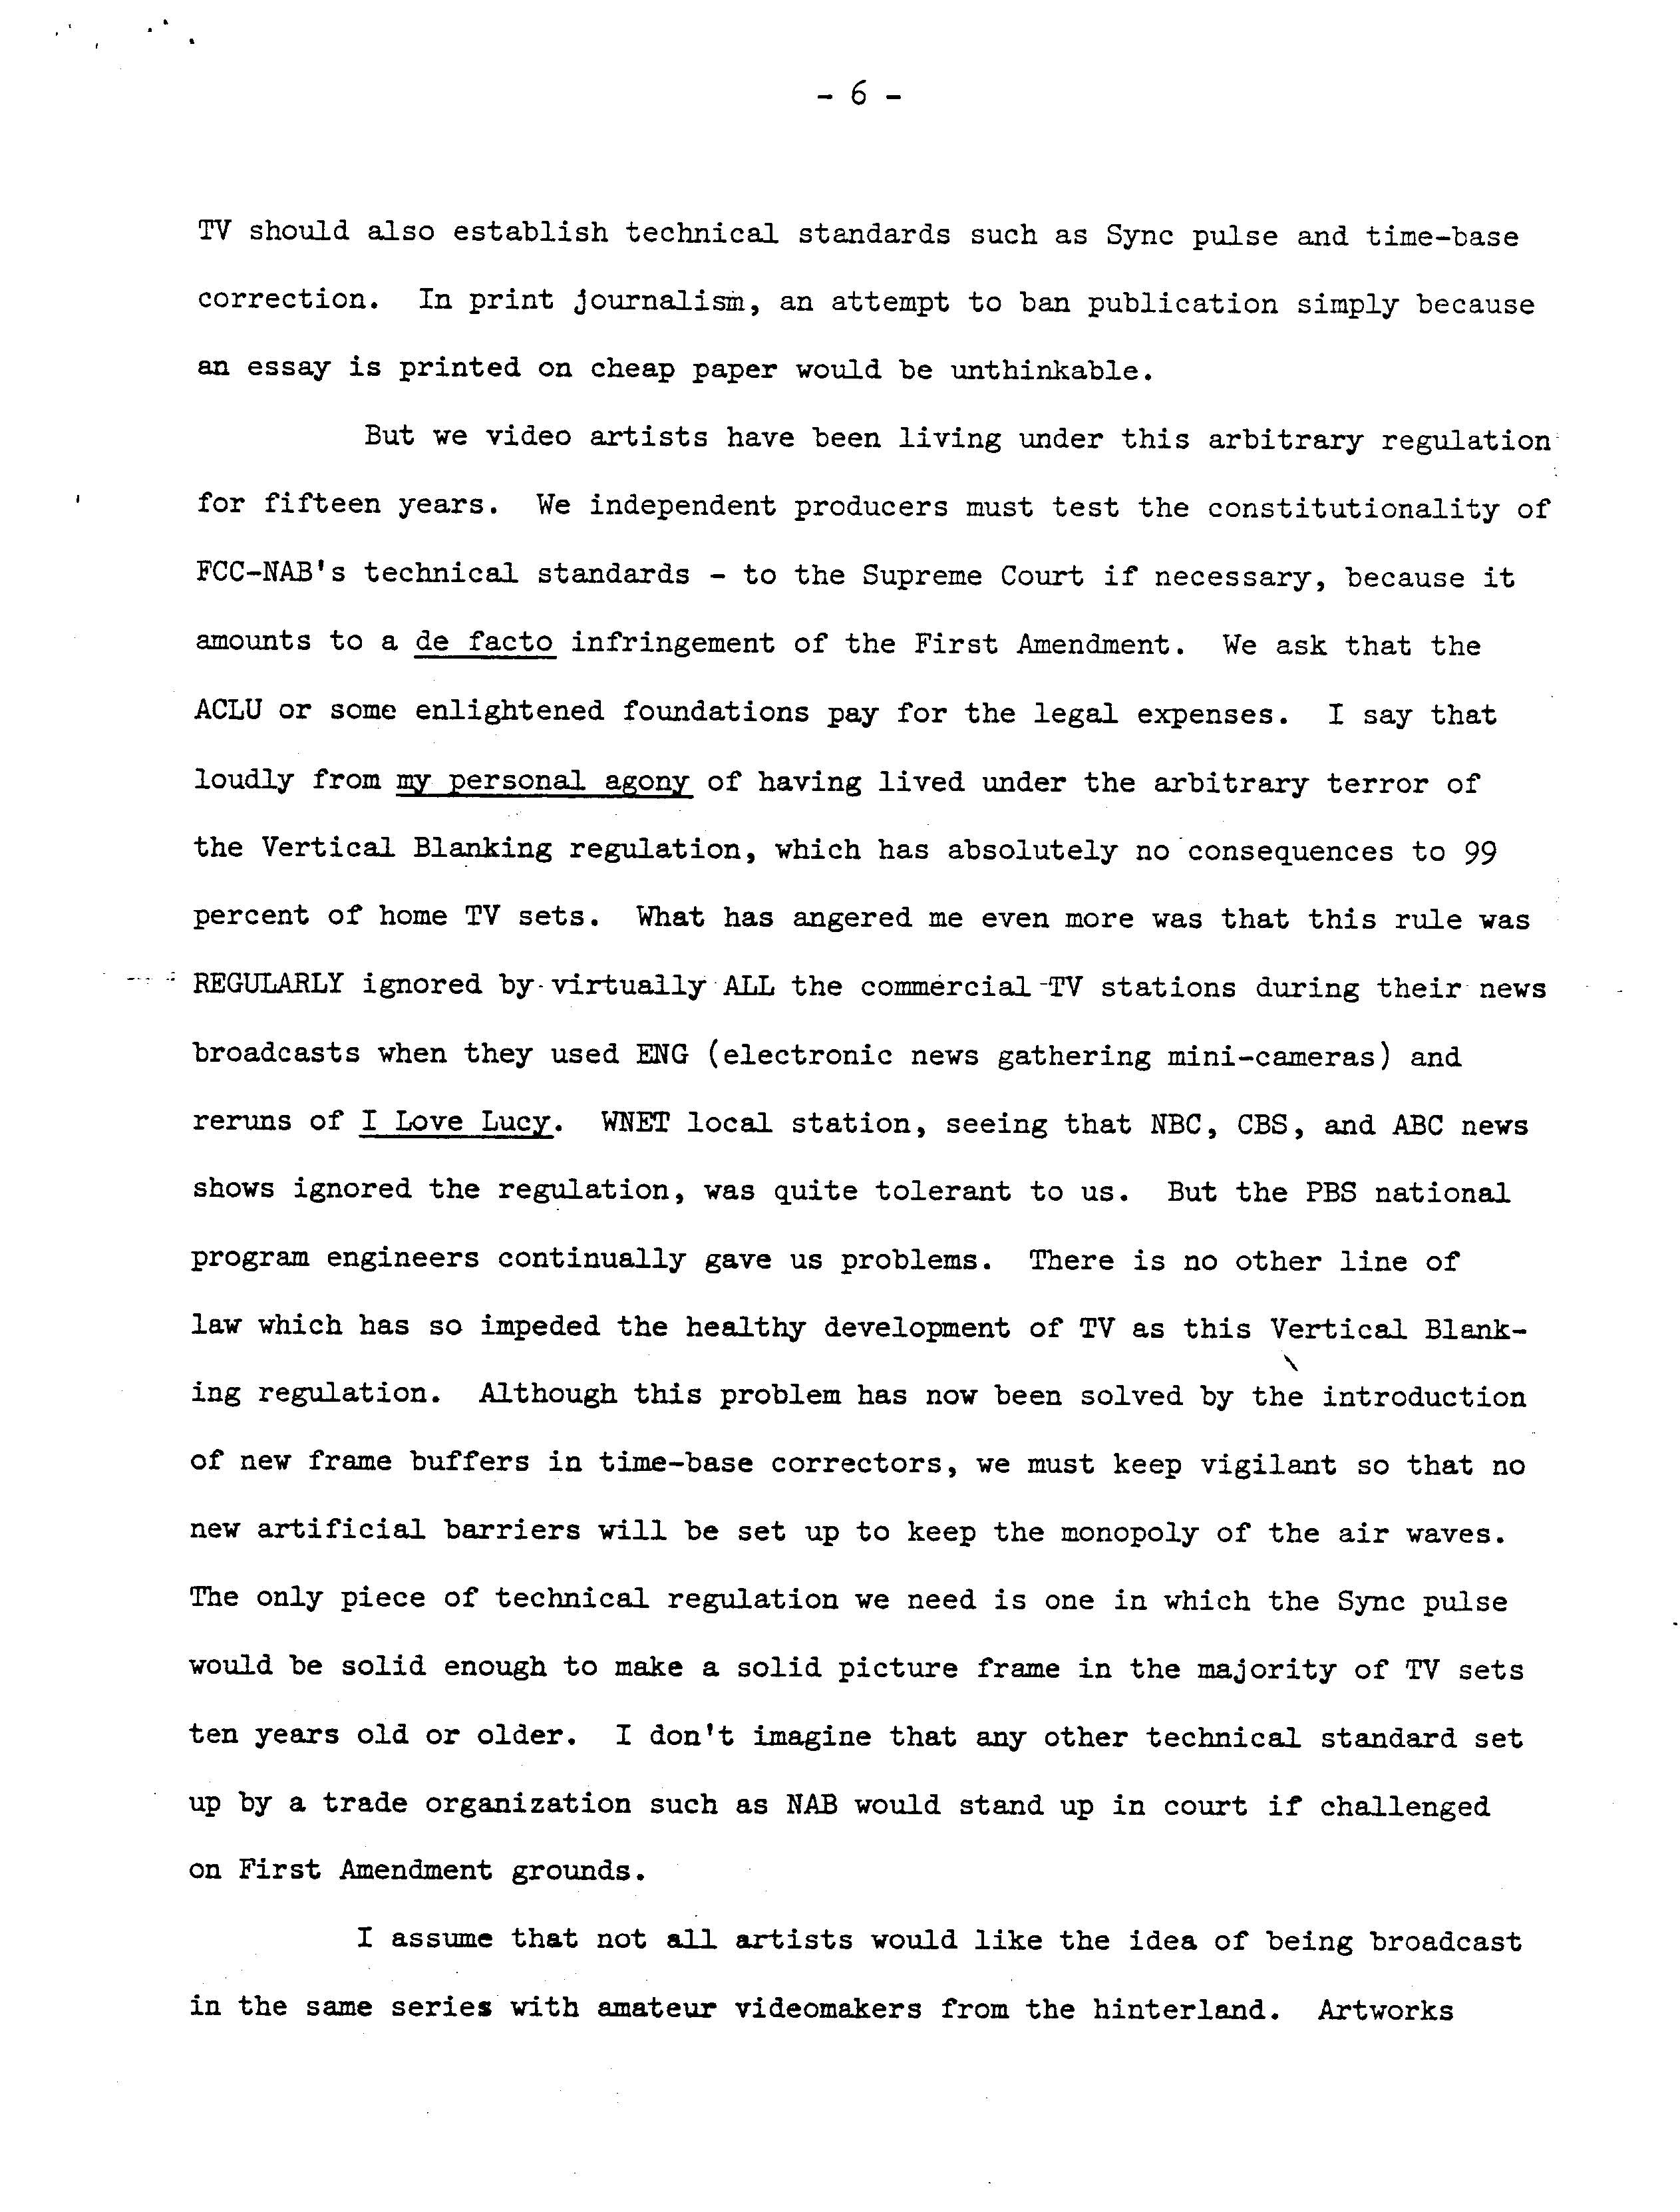 - 6 -
TV should also establish technical standards such as Sync pulse and time-base
correction. In print journalism, an attempt to ban publication simply because
an essay is printed on cheap paper would be unthinkable.
But we video artists have been living under this arbitrary regulation
for fifteen years. We independent producers must test the constitutionality of
FCC-NAB's technical standards - to the Supreme Court if necessary, because it
amounts to a de facto infringement of the First Amendment. We ask that the
ACLU or some enlightened foundations pay for the legal expenses. I say that
loudly from my personal agony of having lived under the arbitrary terror of
the Vertical Blanking regulation, which has absolutely no consequences to 99
percent of home TV sets. What has angered me even more was that this rule was
REGULARLY ignored by virtually ALL the commercial TV stations during their news
broadcasts when they used ENG (electronic news gathering mini-cameras) and
reruns of I Love Lucy. WNET local station, seeing that NBC, CBS, and ABC news
shows ignored the regulation, was quite tolerant to us. But the PBS national
program engineers continually gave us problems. There is no other line of
law which has so impeded the healthy development of TV as this Vertical Blank-
ing regulation. Although this problem has now been solved by the introduction
of new frame buffers in time-base correctors, we must keep vigilant so that no
new artificial barriers will be set up to keep the monopoly of the air waves.
The only piece of technical regulation we need is one in which the Sync pulse
would be solid enough to make a solid picture frame in the majority of TV sets
ten years old or older. I don't imagine that any other technical standard set
up by a trade organization such as NAB would stand up in court if challenged
on First Amendment grounds.
I assume that not all artists would like the idea of being broadcast
in the same series with amateur videomakers from the hinterland. Artworks